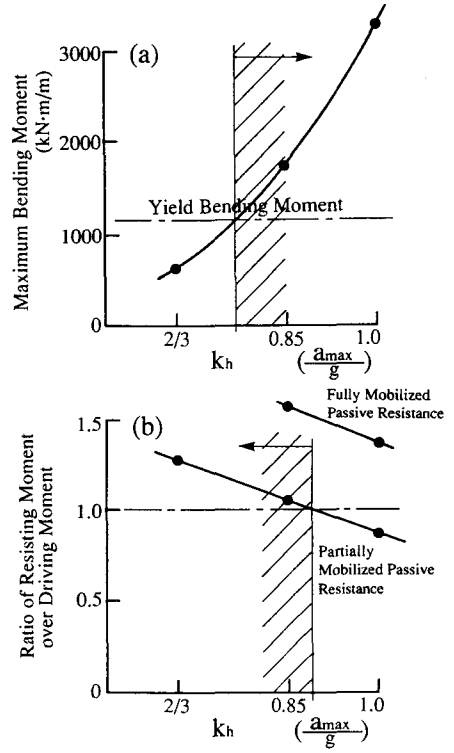 (a)
Maximum Bending Moment
(kN·m/m)
3000
2000
1000
0
Yield Bending Moment
2/3 0.85 1.0
kh (amax/g)
(b)
Fully Mobilized
Passive Resistance
Ratio of Resisting Moment
over Driving Moment
1.5
1.0
0.5
0
Partially
Mobilized Passive
Resistance
2/3 0.85 1.0
kh (amax/g)